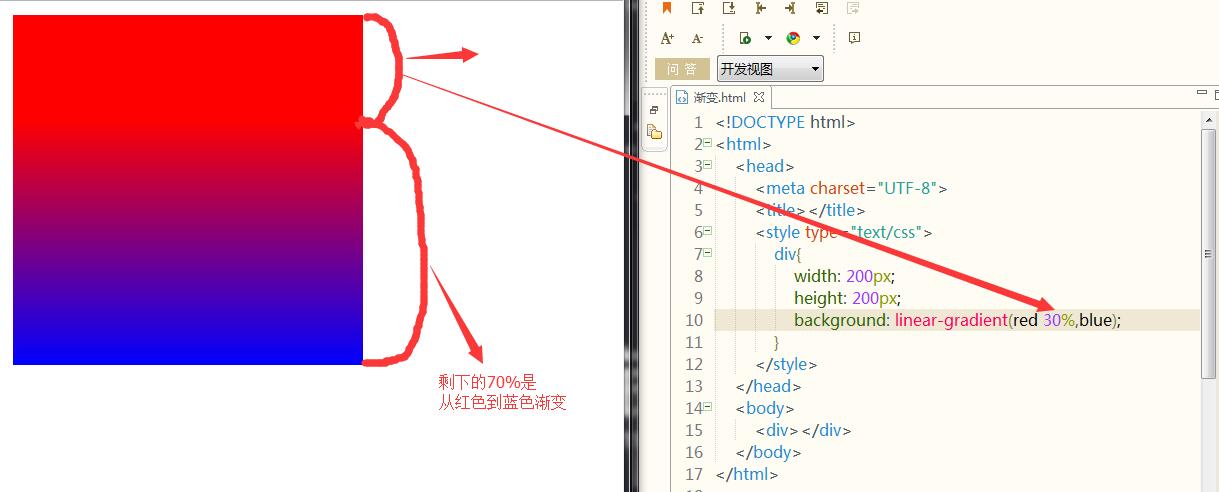 A+ A-
问 答 开发视图
渐变.html
1 <!DOCTYPE html>
2 <html>
3 <head>
4 <meta charset="UTF-8">
5 <title></title>
6 <style type="text/css">
7 div{
8 width: 200px;
9 height: 200px;
10 background: linear-gradient(red 30%,blue);
11 }
12 </style>
13 </head>
14 <body>
15 <div></div>
16 </body>
17 </html>
剩下的70%是
从红色到蓝色渐变